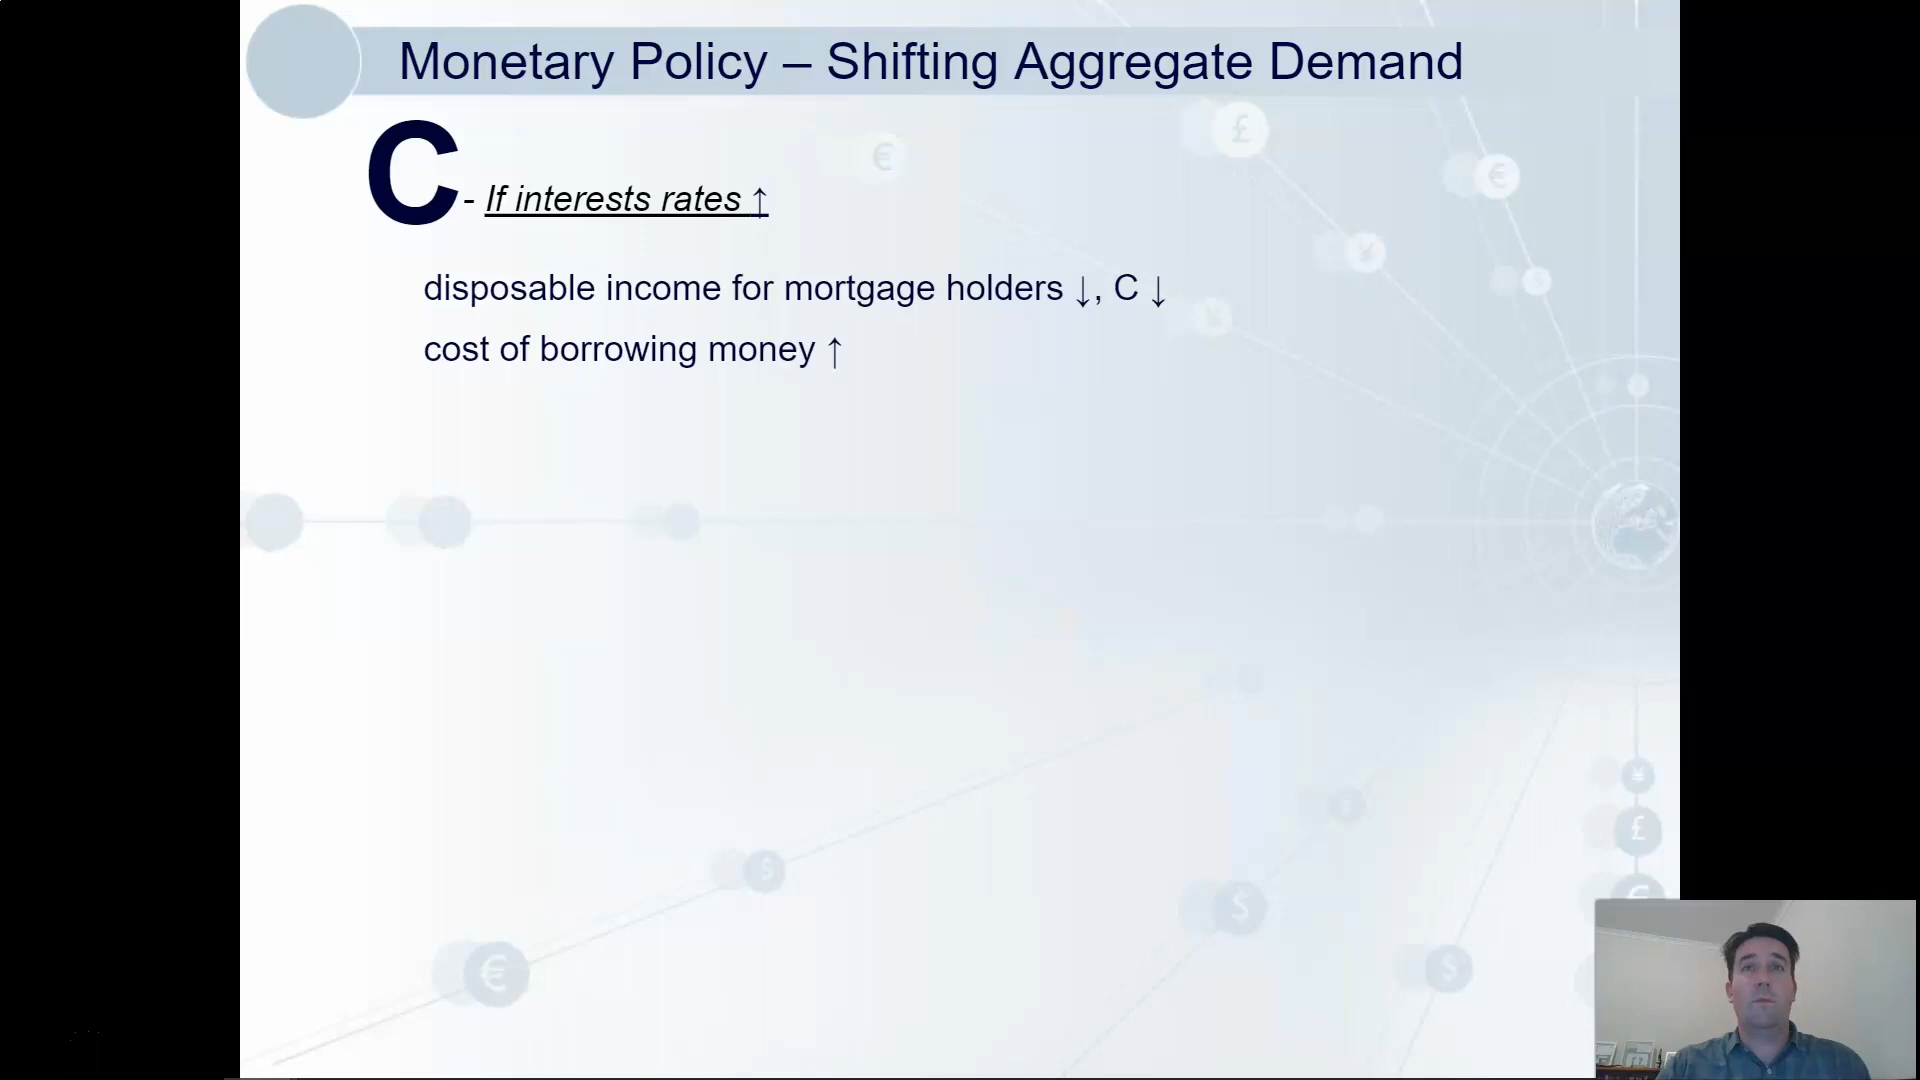 Monetary Policy – Shifting Aggregate Demand
C - If interests rates ↑
disposable income for mortgage holders ↓, C ↓
cost of borrowing money ↑